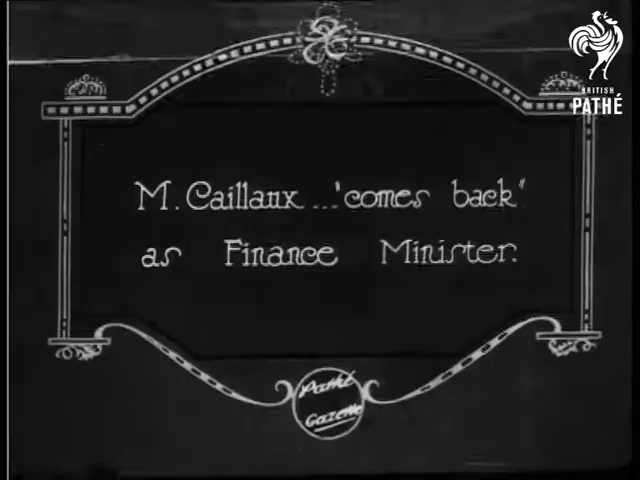 BRITISH
PATHÉ
M. Caillaux ... "comes back"
as Finance Minister.
Pathé
Gazette